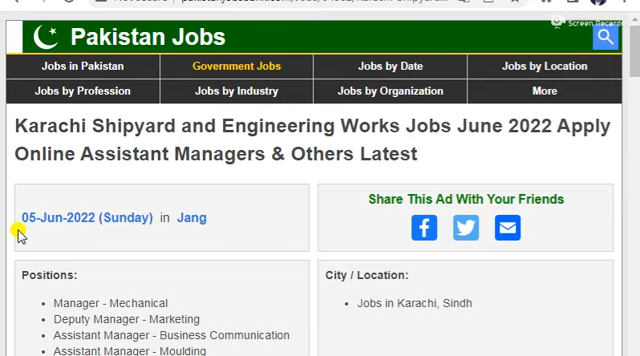 Screen Recorder
Pakistan Jobs
Jobs in Pakistan Government Jobs Jobs by Date Jobs by Location
Jobs by Profession Jobs by Industry Jobs by Organization More
Karachi Shipyard and Engineering Works Jobs June 2022 Apply
Online Assistant Managers & Others Latest
05-Jun-2022 (Sunday) in Jang
Share This Ad With Your Friends
Positions:
• Manager - Mechanical
• Deputy Manager - Marketing
• Assistant Manager - Business Communication
• Assistant Manager - Moulding
City / Location:
• Jobs in Karachi, Sindh